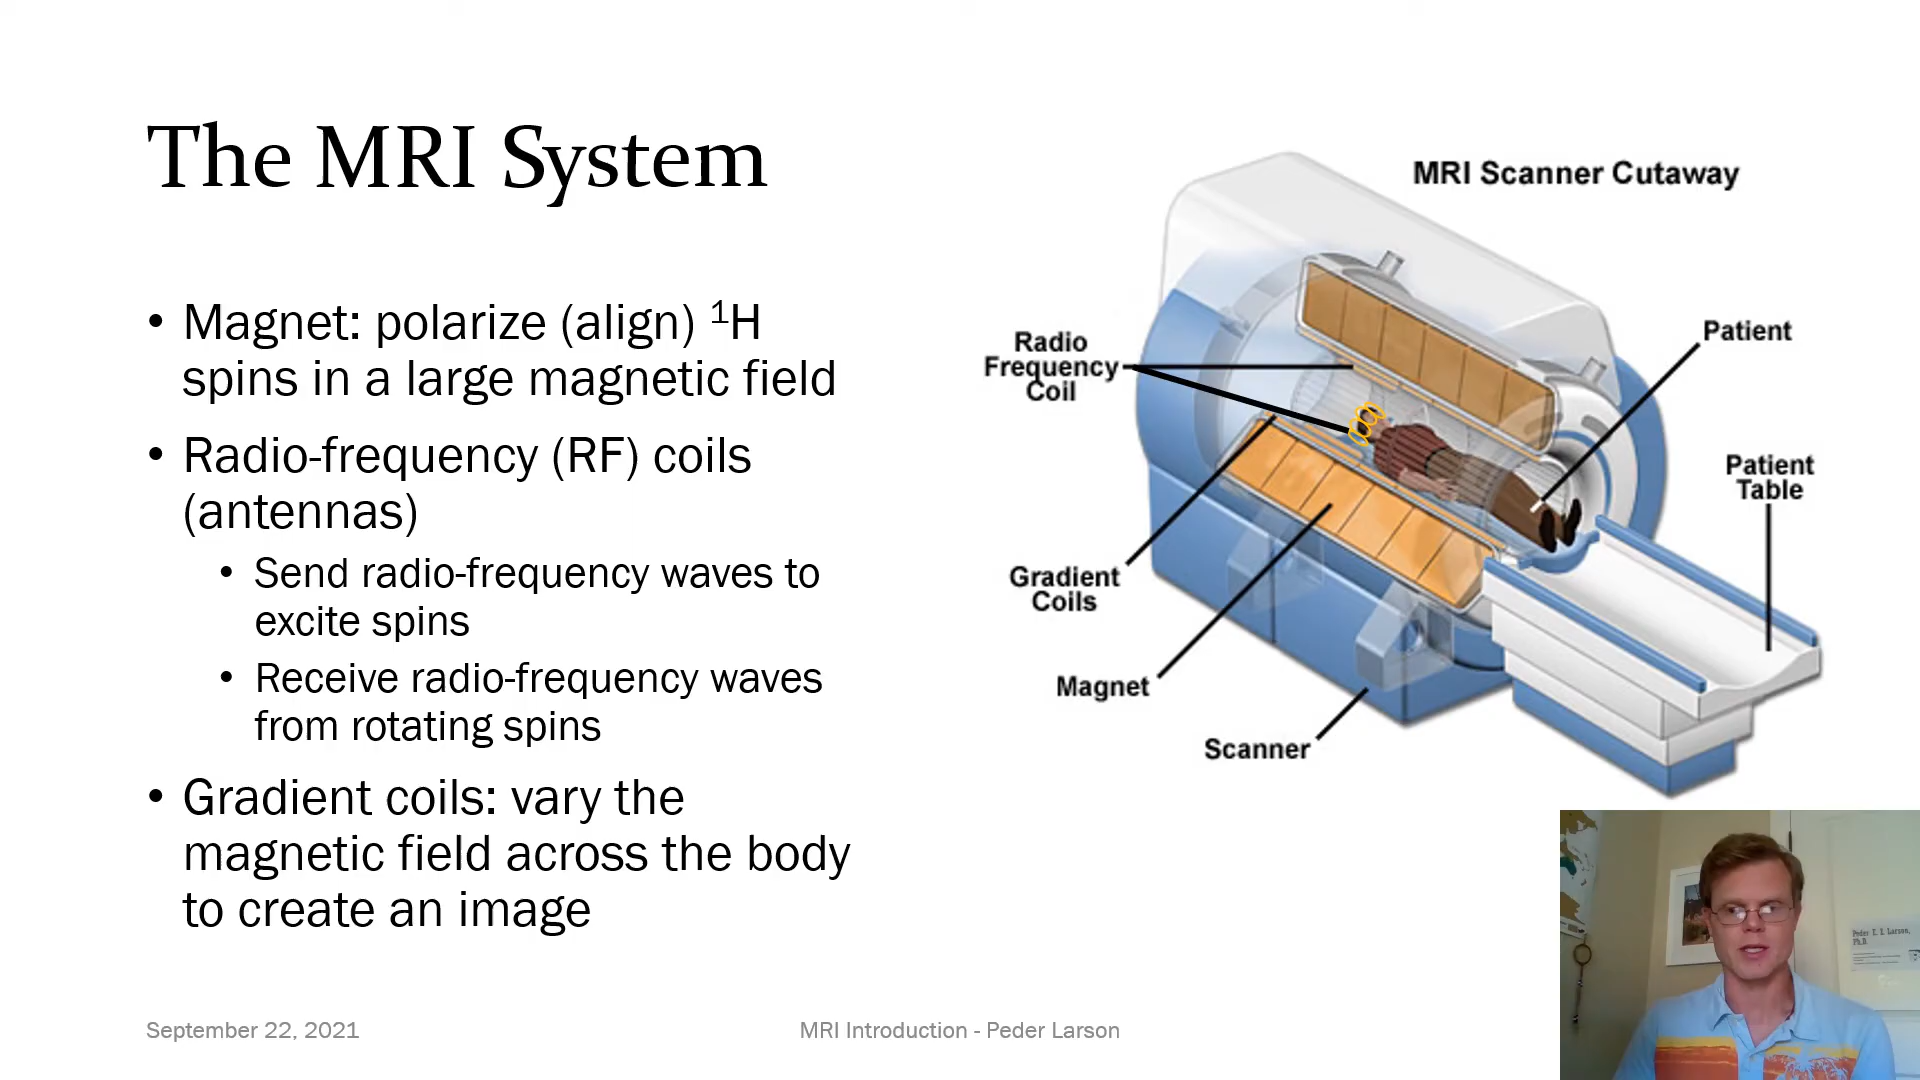 The MRI System
• Magnet: polarize (align) ¹H
spins in a large magnetic field
• Radio-frequency (RF) coils
(antennas)
• Send radio-frequency waves to
excite spins
• Receive radio-frequency waves
from rotating spins
• Gradient coils: vary the
magnetic field across the body
to create an image
MRI Scanner Cutaway
Radio
Frequency
Coil
Patient
Patient
Table
Gradient
Coils
Magnet
Scanner
Peder E. Z. Larson,
Ph.D.
September 22, 2021
MRI Introduction - Peder Larson